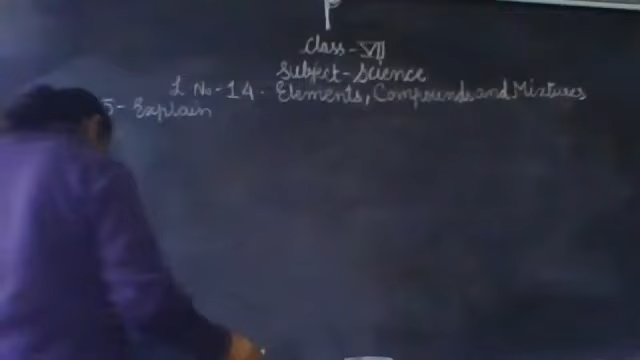 Class - VII
Subject - Science
L No - 14 . Elements, Compounds and Mixtures
5 - Explain